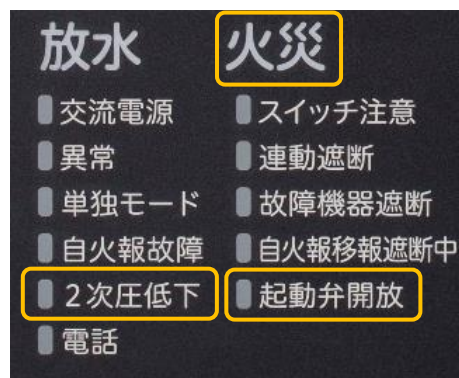 放水 火災
交流電源 スイッチ注意
異常 連動遮断
単独モード 故障機器遮断
自火報故障 自火報移報遮断中
2次圧低下 起動弁開放
電話